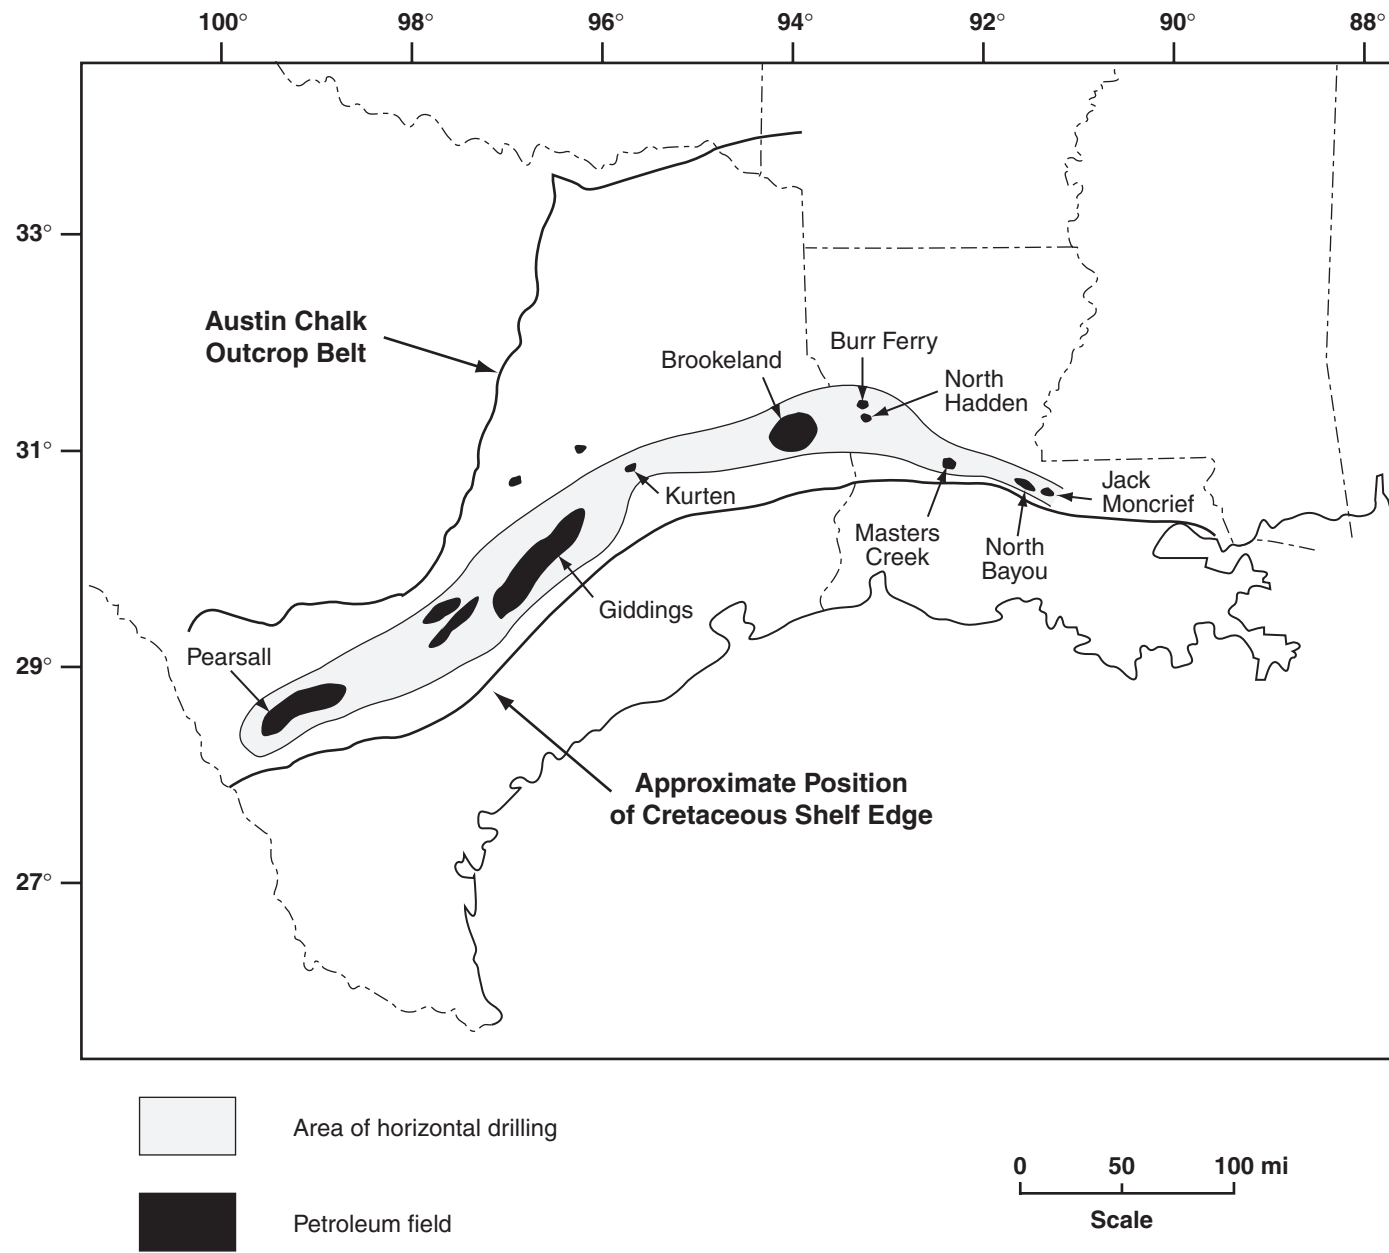 100° 98° 96° 94° 92° 90° 88°
33°
Austin Chalk
Outcrop Belt
Burr Ferry
Brookeland
North
Hadden
31°
Kurten
Jack
Moncrief
Masters
Creek
North
Bayou
Giddings
Pearsall
29°
Approximate Position
of Cretaceous Shelf Edge
27°
Area of horizontal drilling
Petroleum field
0 50 100 mi
Scale